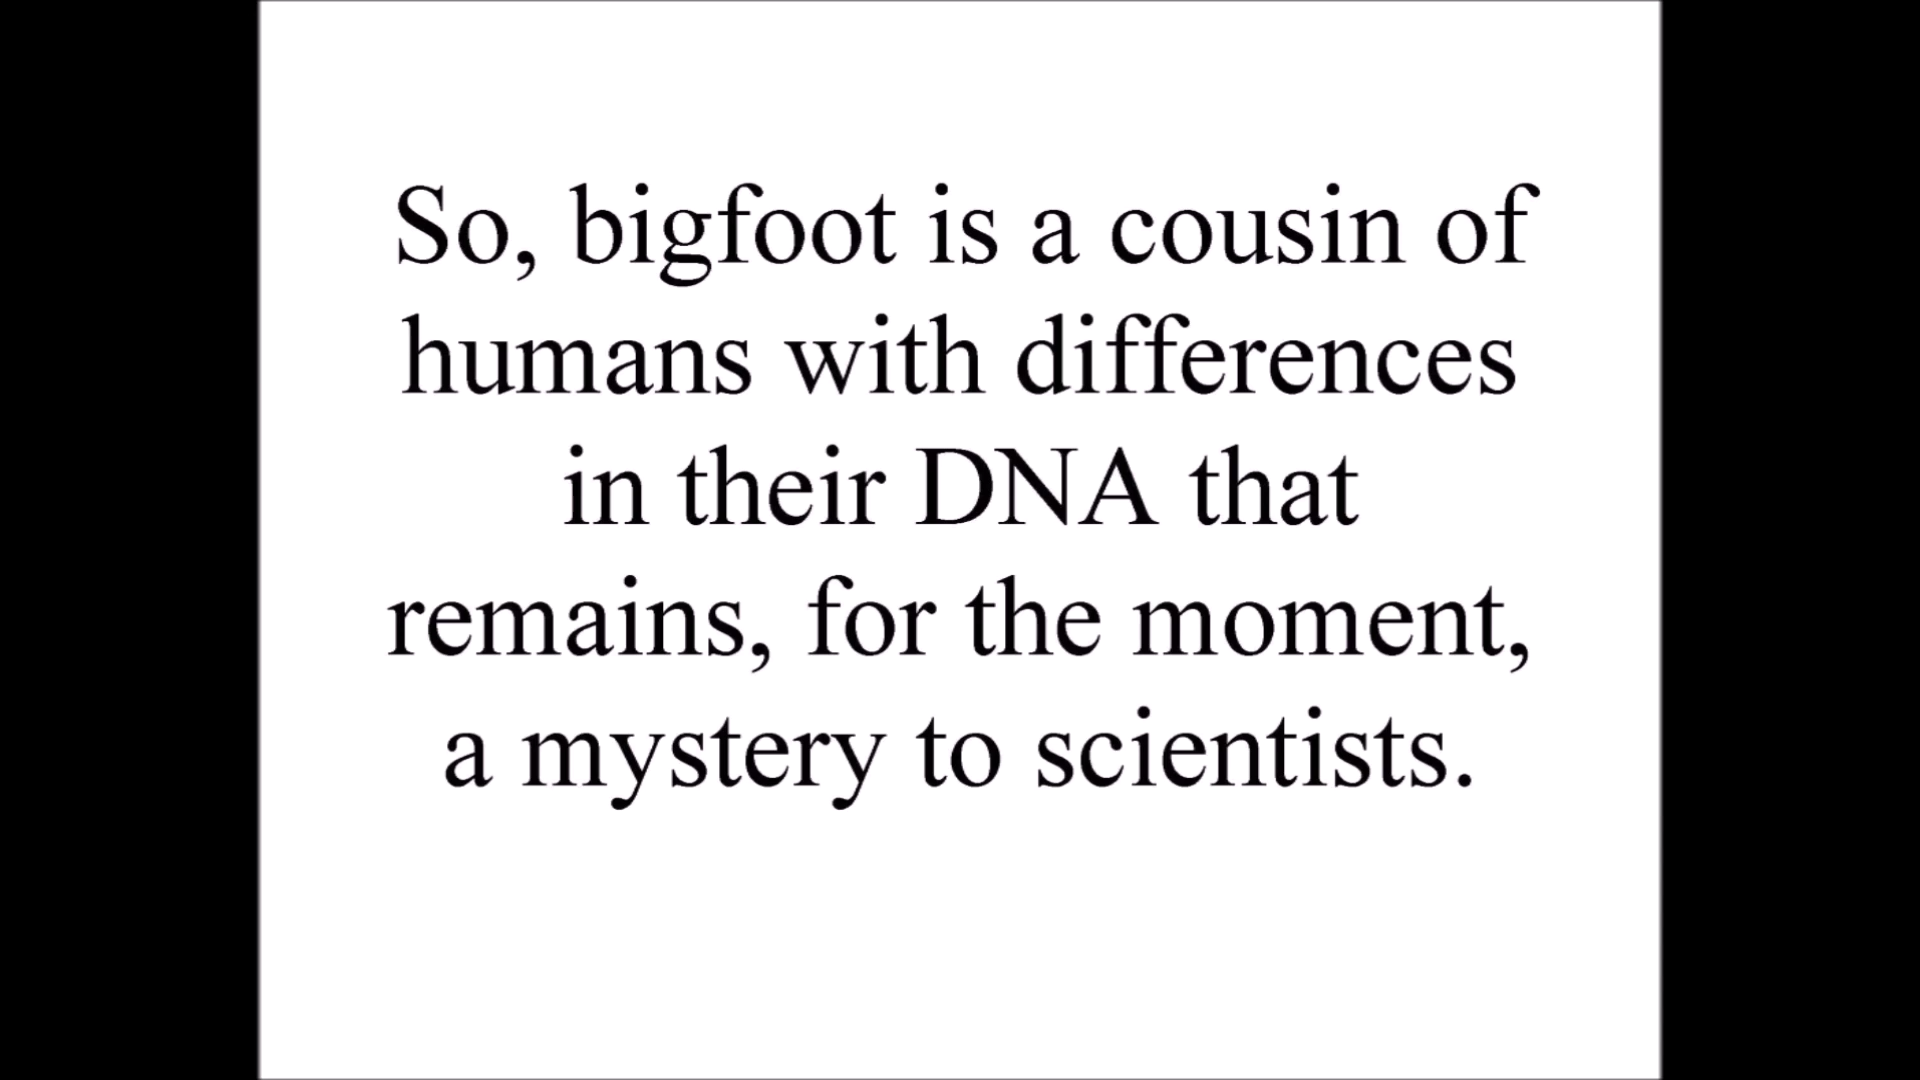 So, bigfoot is a cousin of
humans with differences
in their DNA that
remains, for the moment,
a mystery to scientists.